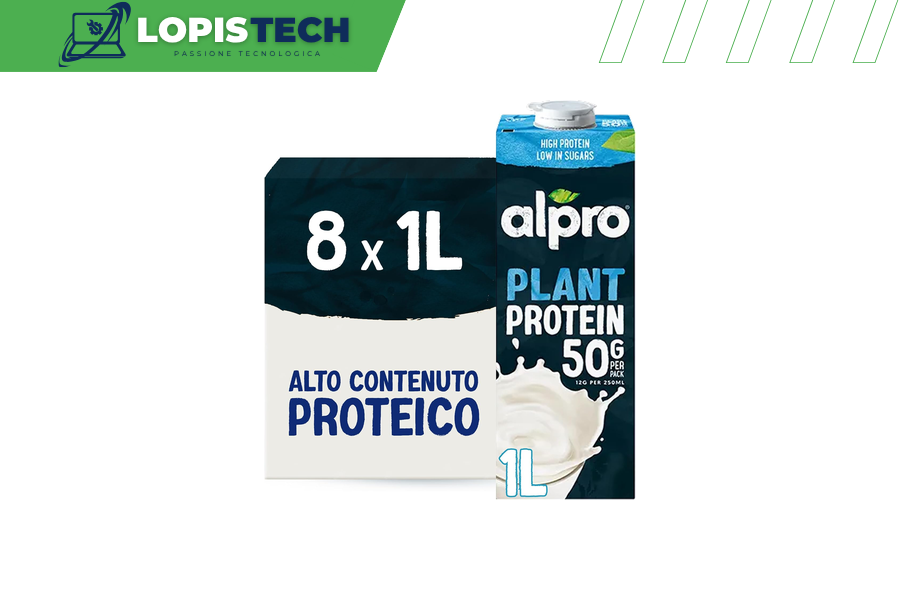 LOPISTECH
PASSIONE TECNOLOGICA
HIGH PROTEIN
LOW IN SUGARS
8 x 1L
alpro®
PLANT
PROTEIN
50G
PER
PACK
12G PER 250ML
ALTO CONTENUTO
PROTEICO
1L